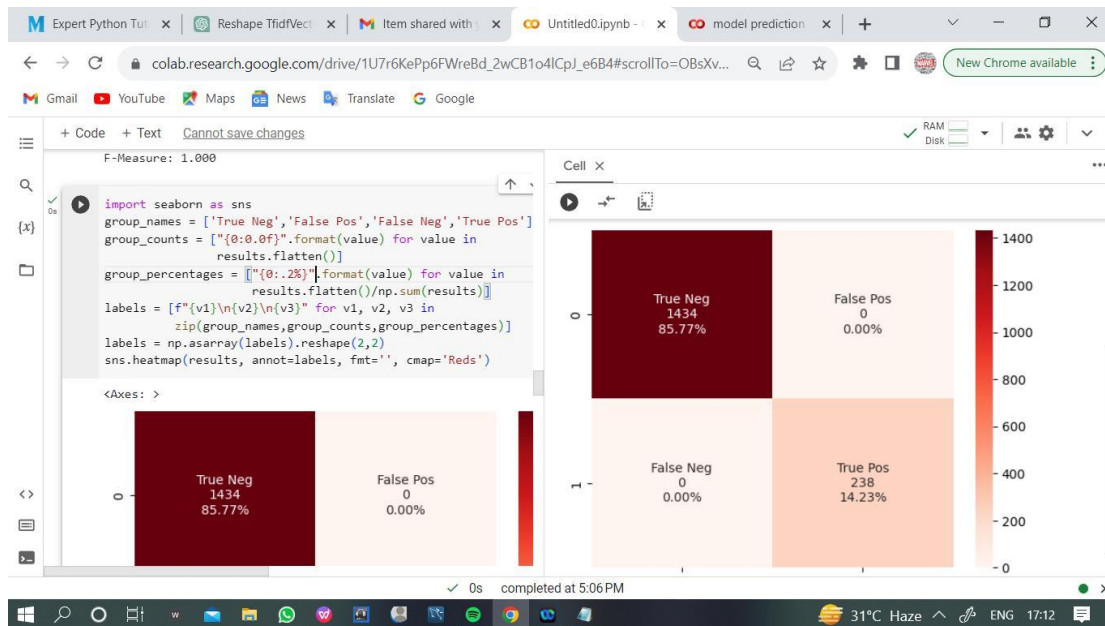 Expert Python Tut
Reshape TfidfVect
Item shared with y
Untitled0.ipynb -
model prediction
colab.research.google.com/drive/1U7r6KePp6FWreBd_2wCB1o4lCpJ_e6B4#scrollTo=OBsXv...
New Chrome available
Gmail
YouTube
Maps
News
Translate
Google
+ Code + Text Cannot save changes
RAM
Disk
F-Measure: 1.000
{x}
0s
import seaborn as sns
group_names = ['True Neg','False Pos','False Neg','True Pos']
group_counts = ["{0:0.0f}".format(value) for value in
results.flatten()]
group_percentages = ["{0:.2%}".format(value) for value in
results.flatten()/np.sum(results)]
labels = [f"{v1}\n{v2}\n{v3}" for v1, v2, v3 in
zip(group_names,group_counts,group_percentages)]
labels = np.asarray(labels).reshape(2,2)
sns.heatmap(results, annot=labels, fmt='', cmap='Reds')
<Axes: >
0
True Neg
1434
85.77%
False Pos
0
0.00%
Cell
0
1
True Neg
1434
85.77%
False Pos
0
0.00%
False Neg
0
0.00%
True Pos
238
14.23%
1400
1200
1000
800
600
400
200
0
0s completed at 5:06 PM
31°C Haze
ENG
17:12